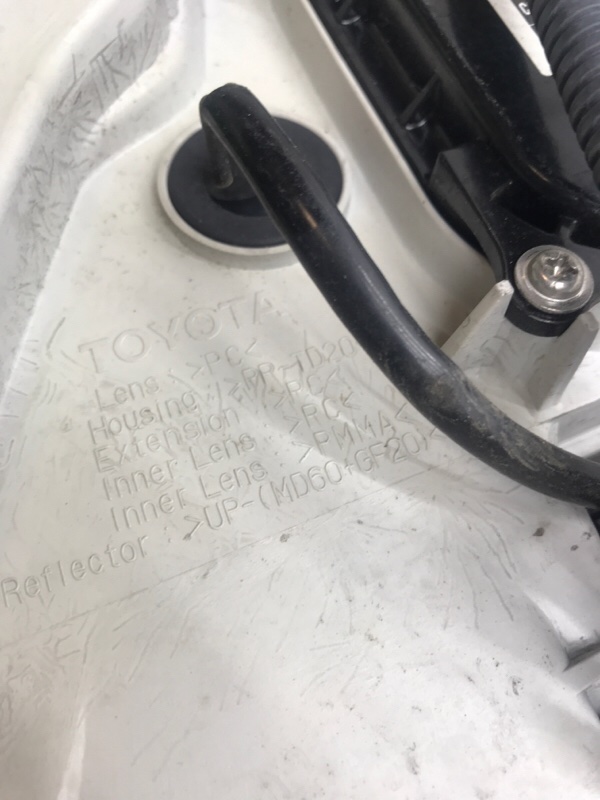 TOYOTA
Lens >PC<
Housing >PP-TD20
Extension >PC<
Inner Lens : >PC<
Inner Lens : >PMMA<
Reflector : >UP-(MD60+GF20)<